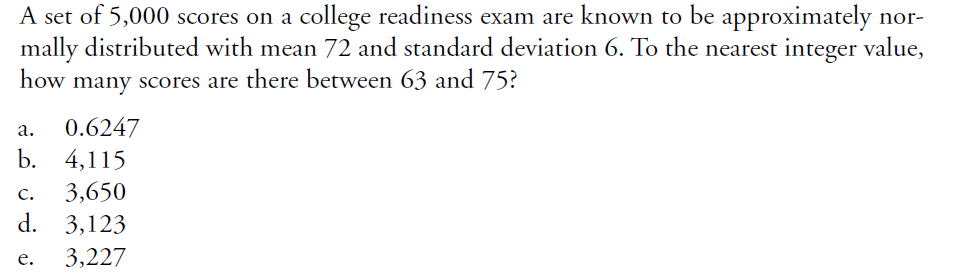 A set of 5,000 scores on a college readiness exam are known to be approximately nor-
mally distributed with mean 72 and standard deviation 6. To the nearest integer value,
how many scores are there between 63 and 75?
a. 0.6247
b. 4,115
c. 3,650
d. 3,123
e. 3,227